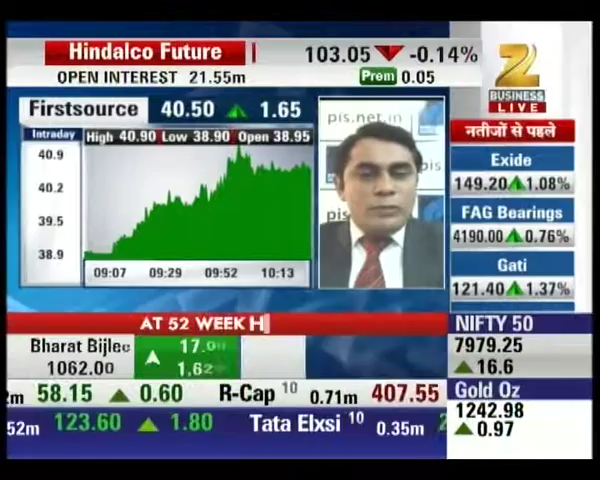 Hindalco Future
103.05 -0.14%
OPEN INTEREST 21.55m
Prem 0.05
Z
BUSINESS
LIVE
Firstsource 40.50 1.65
Intraday High 40.90 Low 38.90 Open 38.95
40.9
40.2
39.5
38.9
09:07 09:29 09:52 10:13
pis.net.in
pis
नतीजों से पहले
Exide
149.20 1.08%
FAG Bearings
4190.00 0.76%
Gati
121.40 1.37%
AT 52 WEEK H
Bharat Bijlee
1062.00
NIFTY 50
7979.25
16.6
58.15 0.60 R-Cap 10 0.71m 407.55
Gold Oz
1242.98
0.97
52m 123.60 1.80 Tata Elxsi 10 0.35m